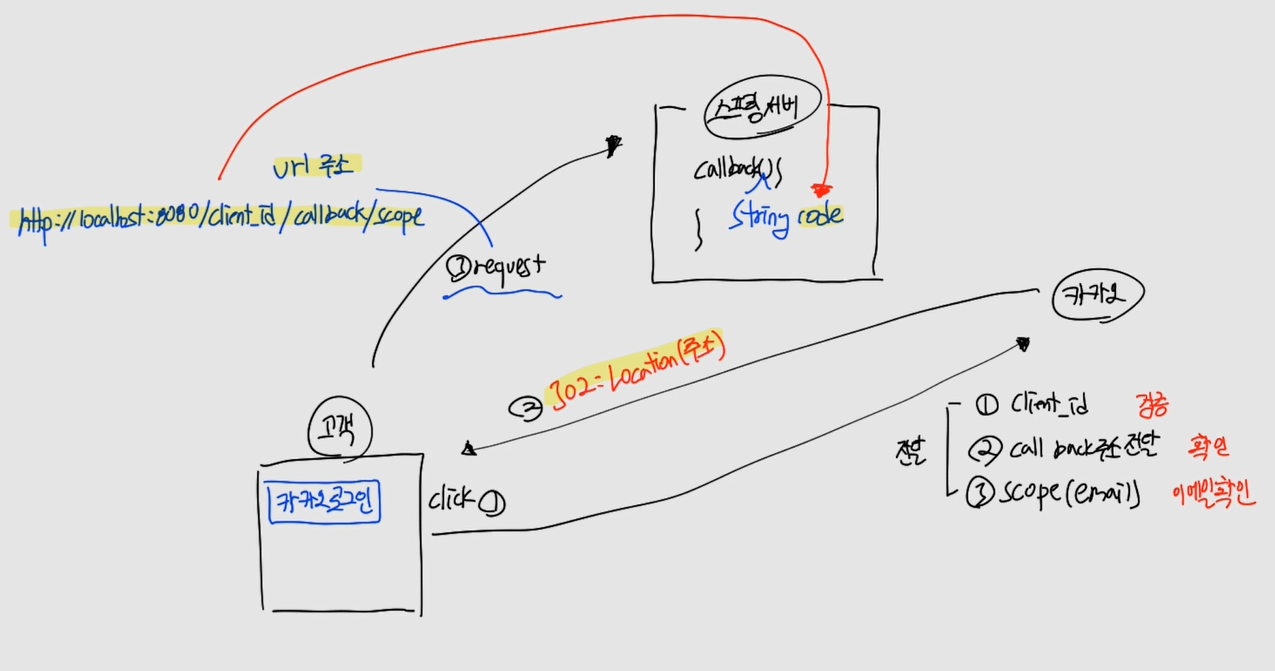 스프링서버
callback(){
String code
}
url 주소
http://localhost:8080/client_id/callback/scope
③request
카카오
② 302=Location(주소)
고객
카카오로그인
click①
전달
① Client_id 검증
② call back주소전달 확인
③ scope(email) 이메일확인